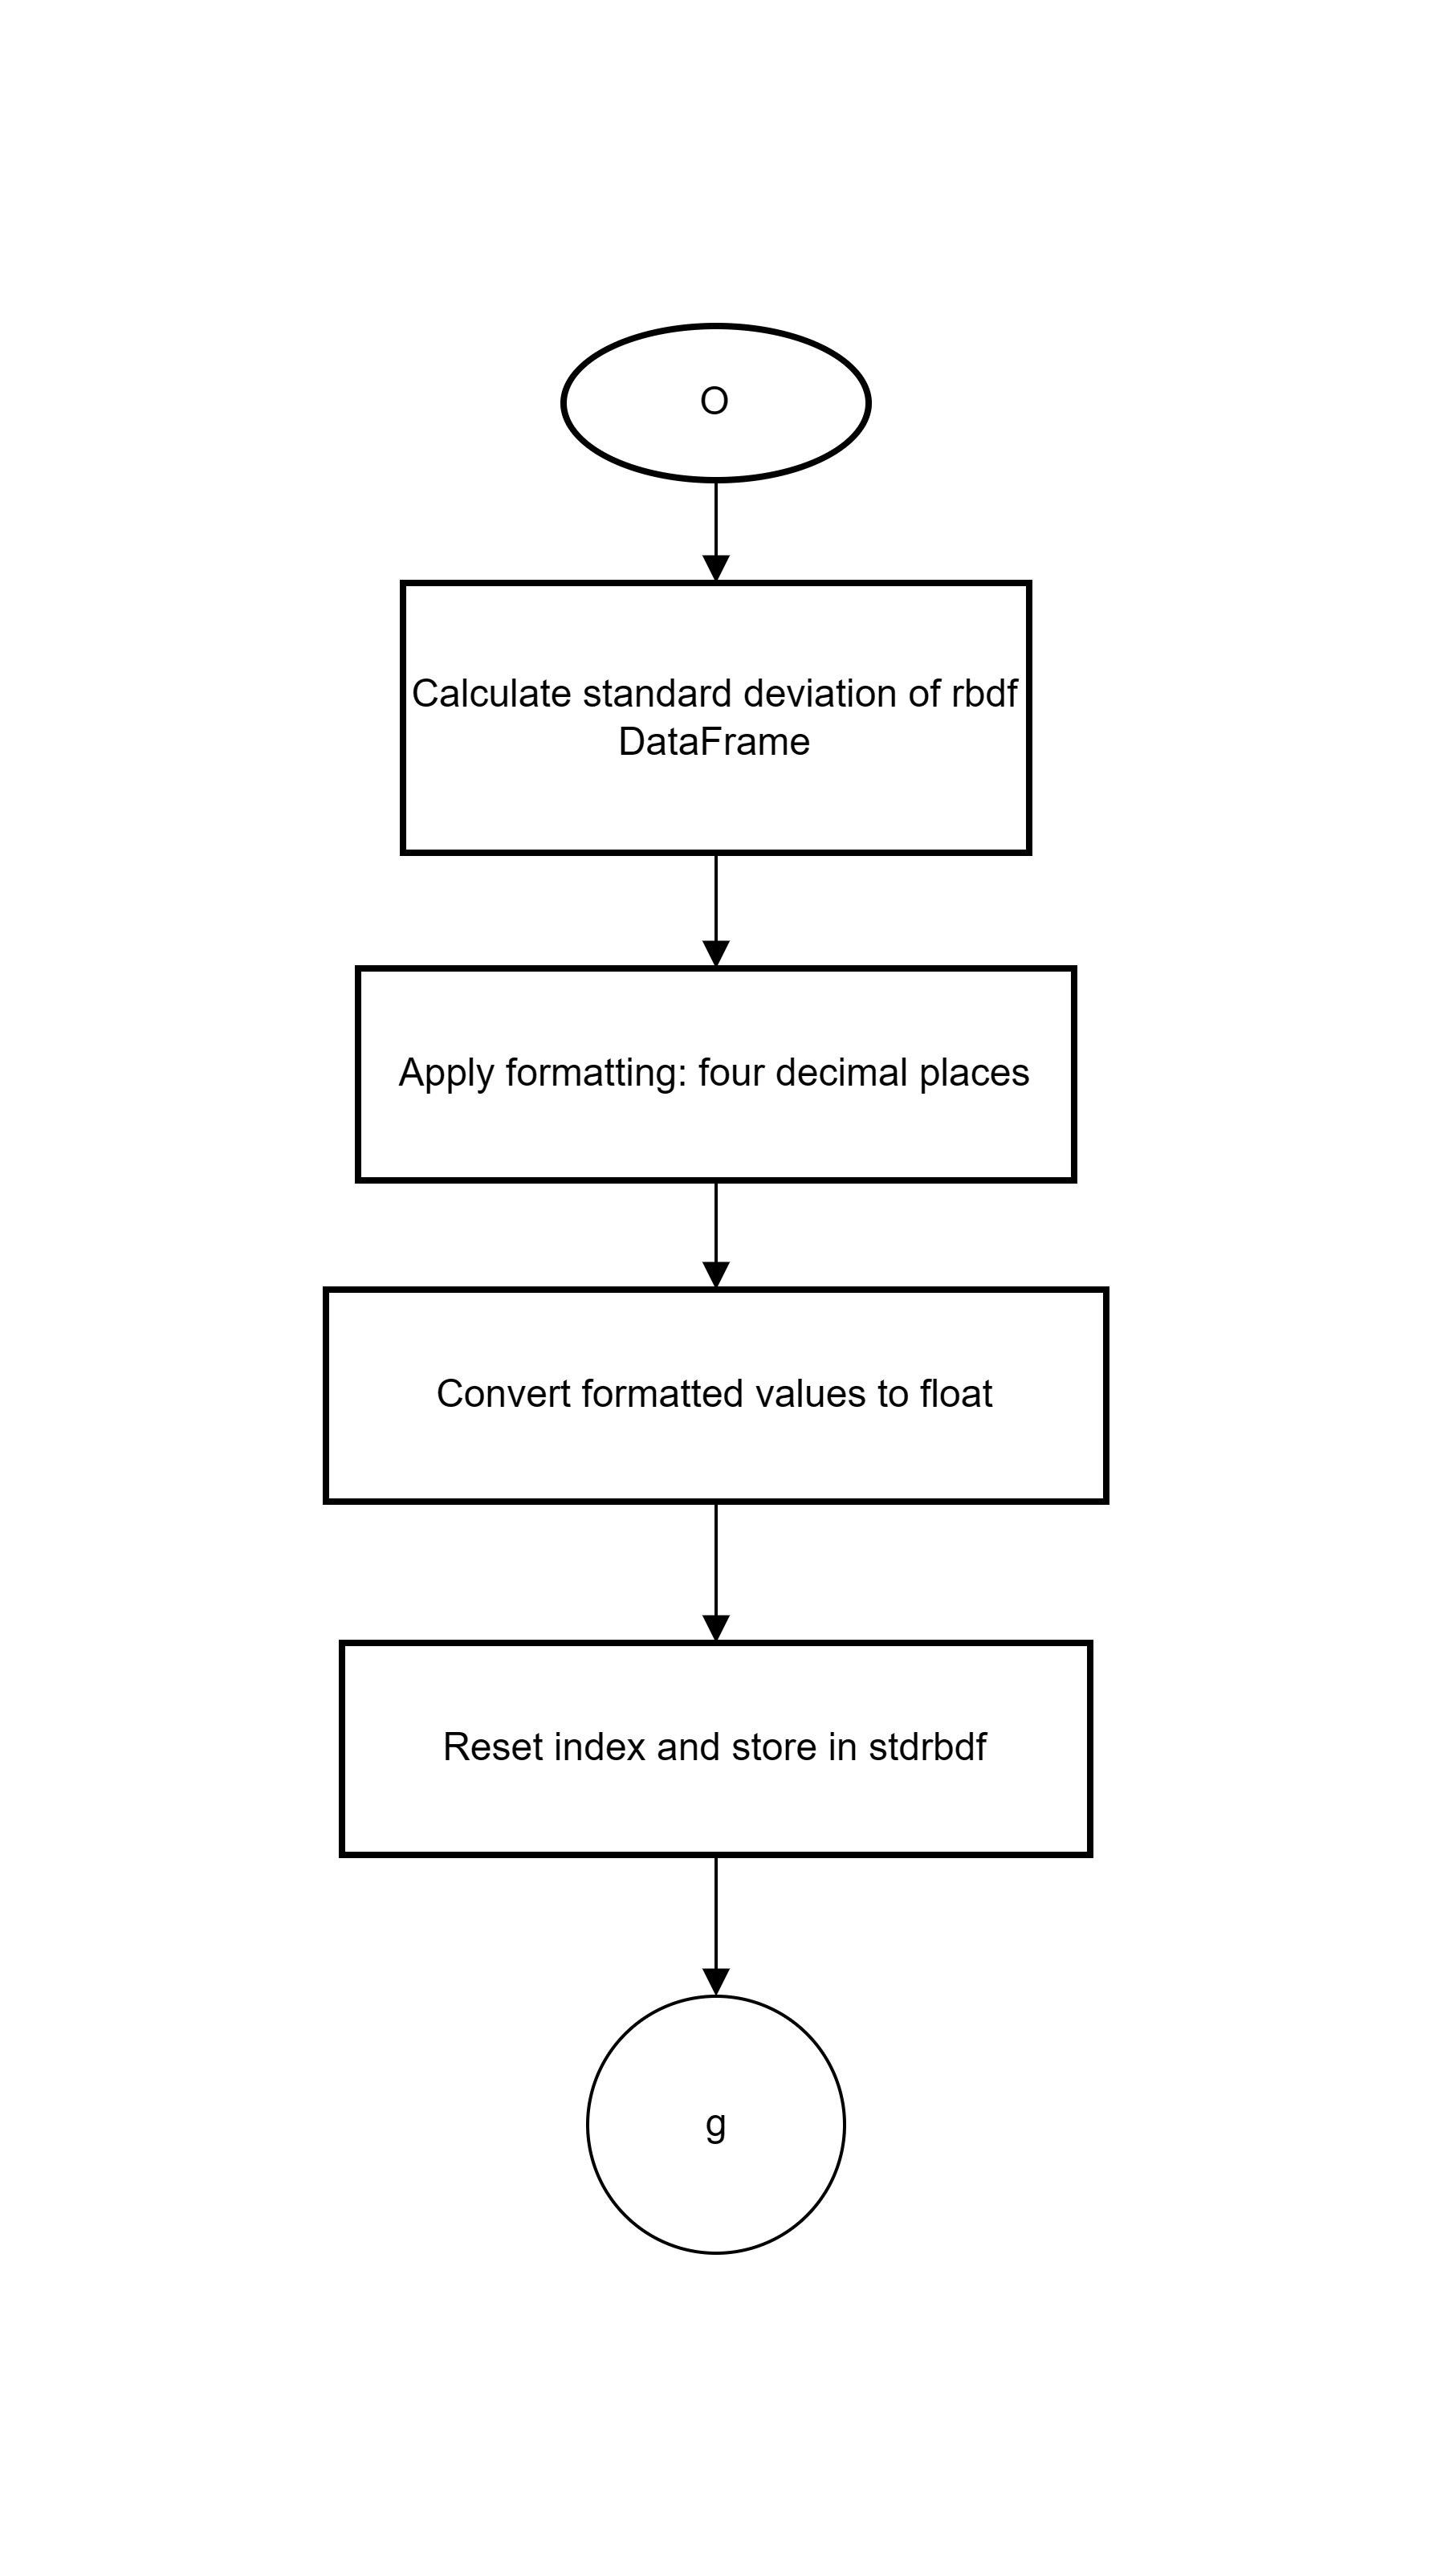 O
Calculate standard deviation of rbdf
DataFrame
Apply formatting: four decimal places
Convert formatted values to float
Reset index and store in stdrbdf
g